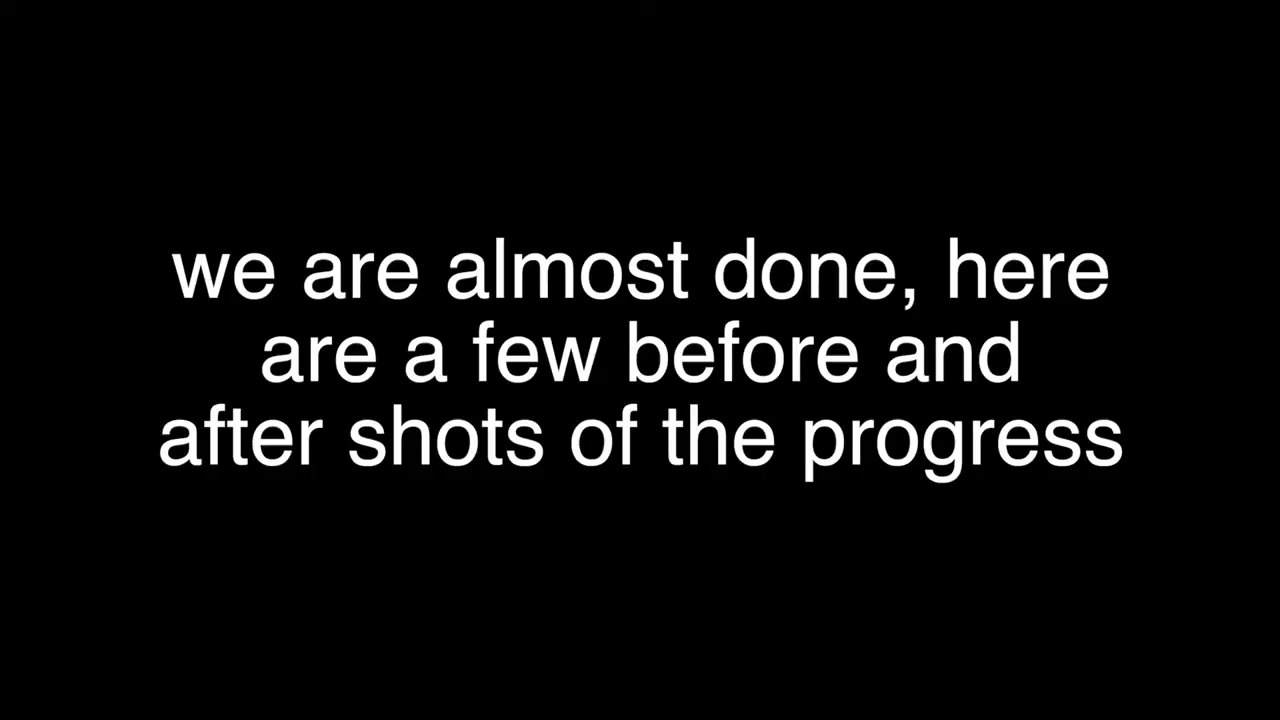 we are almost done, here
are a few before and
after shots of the progress